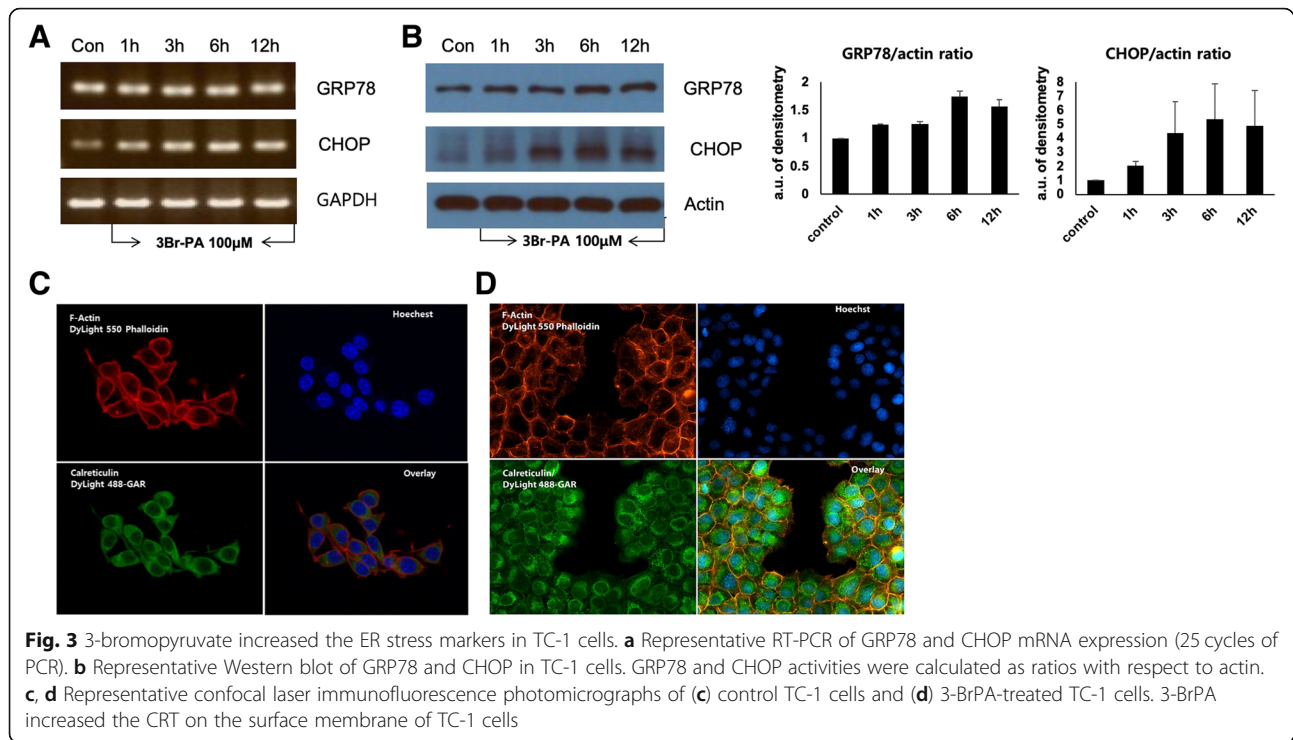 A
Con 1h 3h 6h 12h
GRP78
CHOP
GAPDH
3Br-PA 100μM
B
Con 1h 3h 6h 12h
GRP78
CHOP
Actin
3Br-PA 100μM
GRP78/actin ratio
a.u. of densitometry
2
1.5
1
0.5
0
control 1h 3h 6h 12h
CHOP/actin ratio
a.u. of densitometry
8
7
6
5
4
3
2
1
0
control 1h 3h 6h 12h
C
F-Actin
DyLight 550 Phalloidin
Hoechest
Calreticulin
DyLight 488-GAR
Overlay
D
F-Actin
DyLight 550 Phalloidin
Hoechst
Calreticulin/
DyLight 488-GAR
Overlay
Fig. 3 3-bromopyruvate increased the ER stress markers in TC-1 cells. a Representative RT-PCR of GRP78 and CHOP mRNA expression (25 cycles of
PCR). b Representative Western blot of GRP78 and CHOP in TC-1 cells. GRP78 and CHOP activities were calculated as ratios with respect to actin.
c, d Representative confocal laser immunofluorescence photomicrographs of (c) control TC-1 cells and (d) 3-BrPA-treated TC-1 cells. 3-BrPA
increased the CRT on the surface membrane of TC-1 cells